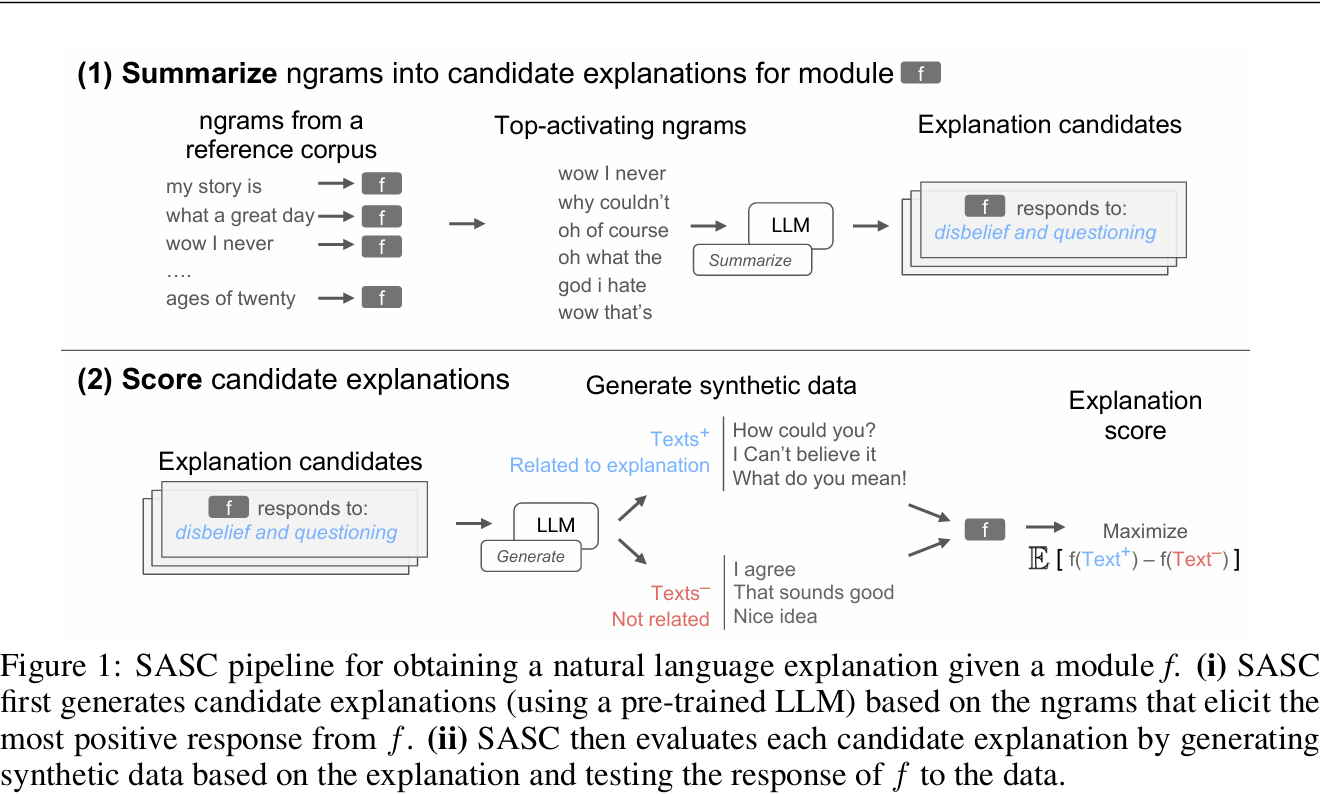 (1) Summarize ngrams into candidate explanations for module f
ngrams from a
reference corpus
my story is f
what a great day f
wow I never f
....
ages of twenty f
Top-activating ngrams
wow I never
why couldn't
oh of course
oh what the
god i hate
wow that's
LLM
Summarize
Explanation candidates
f responds to:
disbelief and questioning
(2) Score candidate explanations
Explanation candidates
f responds to:
disbelief and questioning
LLM
Generate
Generate synthetic data
Texts+
Related to explanation
How could you?
I Can't believe it
What do you mean!
Texts–
Not related
I agree
That sounds good
Nice idea
f
Explanation
score
Maximize
𝔼 [ f(Text+) – f(Text–) ]
Figure 1: SASC pipeline for obtaining a natural language explanation given a module f. (i) SASC
first generates candidate explanations (using a pre-trained LLM) based on the ngrams that elicit the
most positive response from f. (ii) SASC then evaluates each candidate explanation by generating
synthetic data based on the explanation and testing the response of f to the data.